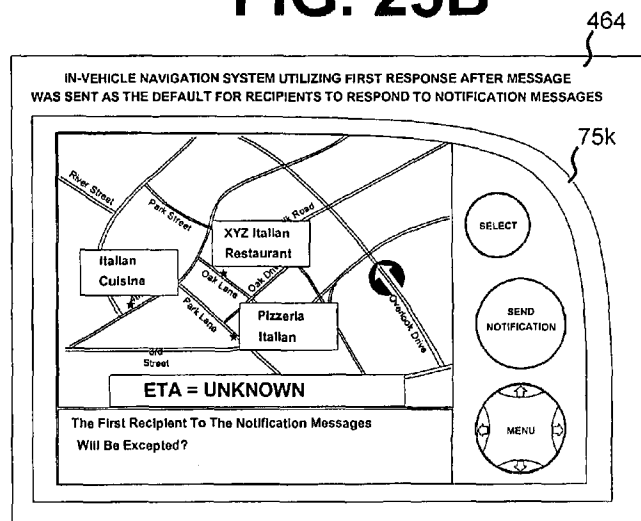 FIG. 25B
464
IN-VEHICLE NAVIGATION SYSTEM UTILIZING FIRST RESPONSE AFTER MESSAGE
WAS SENT AS THE DEFAULT FOR RECIPIENTS TO RESPOND TO NOTIFICATION MESSAGES
75k
River Street
Park Street
Road
XYZ Italian
Restaurant
SELECT
Italian
Cuisine
Oak Lane
Oak
Park Lane
Overlook Drive
Pizzeria
Italian
SEND
NOTIFICATION
Street
ETA = UNKNOWN
The First Recipient To The Notification Messages
Will Be Excepted?
MENU